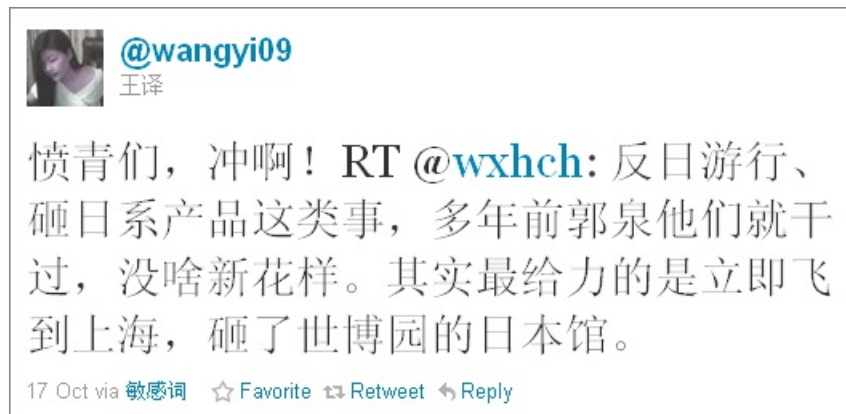 @wangyi09
王译
愤青们，冲啊！RT @wxhch: 反日游行、
砸日系产品这类事，多年前郭泉他们就干
过，没啥新花样。其实最给力的是立即飞
到上海，砸了世博园的日本馆。
17 Oct via 敏感词 Favorite Retweet Reply